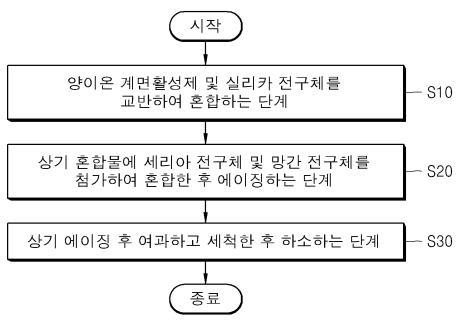 시작
양이온 계면활성제 및 실리카 전구체를
교반하여 혼합하는 단계
S10
상기 혼합물에 세리아 전구체 및 망간 전구체를
첨가하여 혼합한 후 에이징하는 단계
S20
상기 에이징 후 여과하고 세척한 후 하소하는 단계
S30
종료